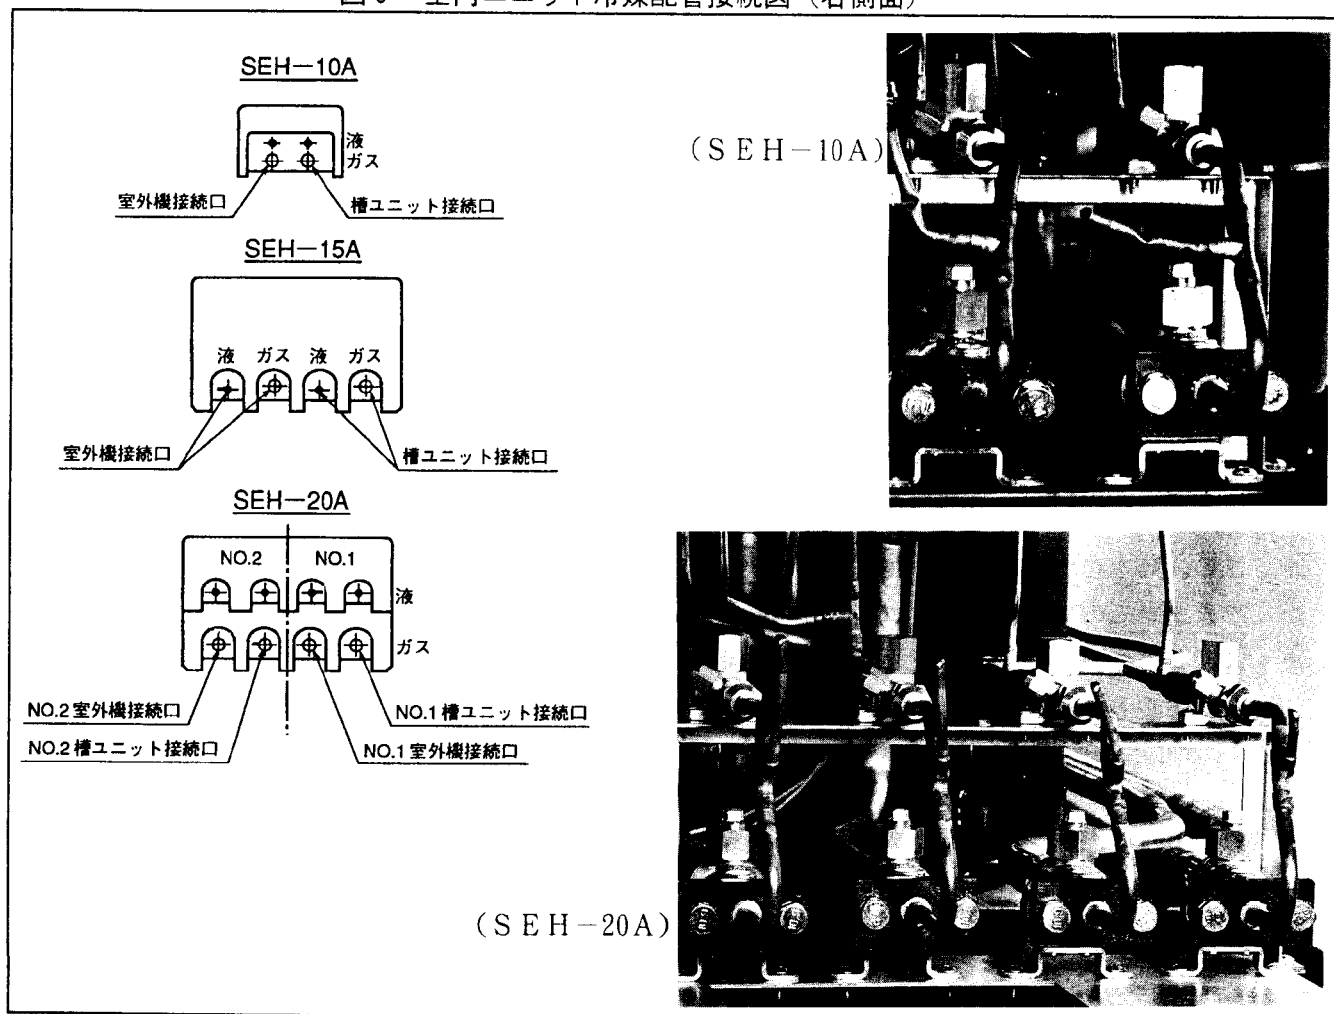 SEH-10A
液
ガス
室外機接続口
槽ユニット接続口
SEH-15A
液 ガス 液 ガス
室外機接続口
槽ユニット接続口
SEH-20A
NO.2 NO.1
液
ガス
NO.2室外機接続口
NO.1槽ユニット接続口
NO.2槽ユニット接続口
NO.1室外機接続口
(SEH-10A)
(SEH-20A)